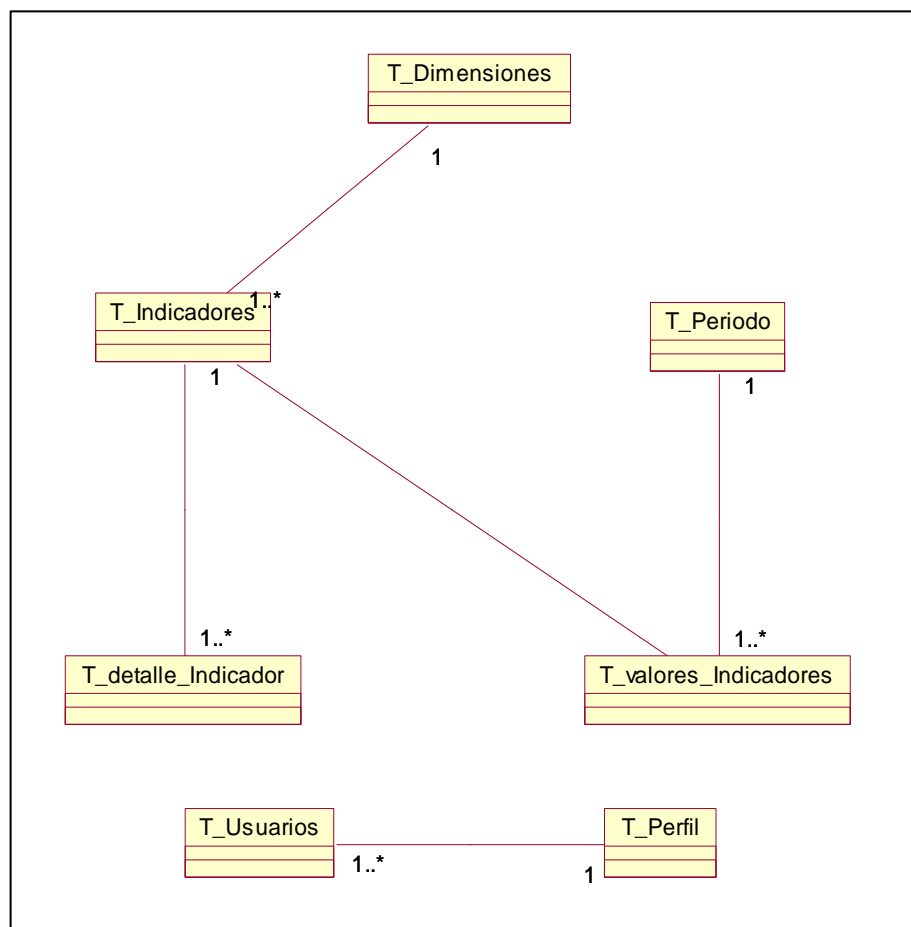 T_Dimensiones
1
1..*
T_Indicadores
T_Periodo
1
1
1..*
1..*
T_detalle_Indicador
T_valores_Indicadores
T_Usuarios
T_Perfil
1..*
1